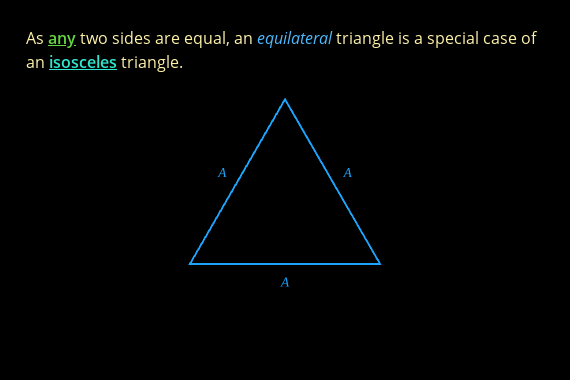 As any two sides are equal, an equilateral triangle is a special case of
an isosceles triangle.
A
A
A